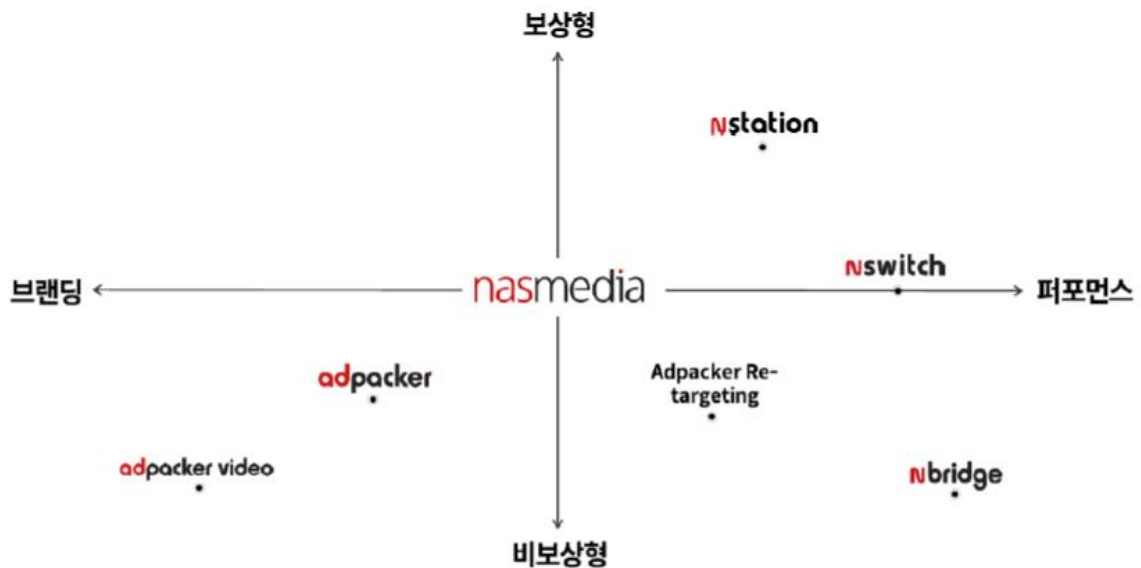 보상형
Nstation
Nswitch
브랜딩
nasmedia
퍼포먼스
adpacker
Adpacker Re-
targeting
adpacker video
Nbridge
비보상형